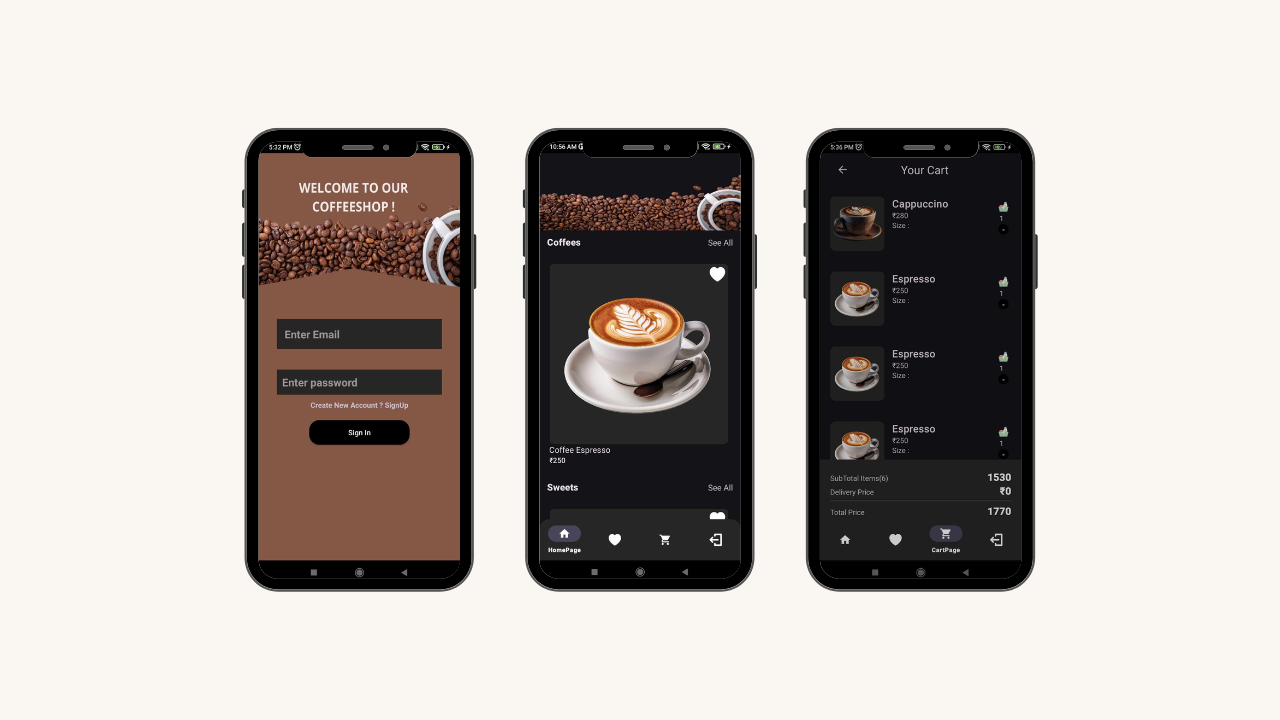 5:32 PM
WELCOME TO OUR
COFFEESHOP !
Enter Email
Enter password
Create New Account ? SignUp
Sign In
10:56 AM G
Coffees
See All
Coffee Espresso
₹250
Sweets
See All
HomePage
5:36 PM
Your Cart
Cappuccino
₹280
Size :
1
Espresso
₹250
Size :
1
Espresso
₹250
Size :
1
Espresso
₹250
Size :
1
SubTotal Items(6)
1530
Delivery Price
₹0
Total Price
1770
CartPage